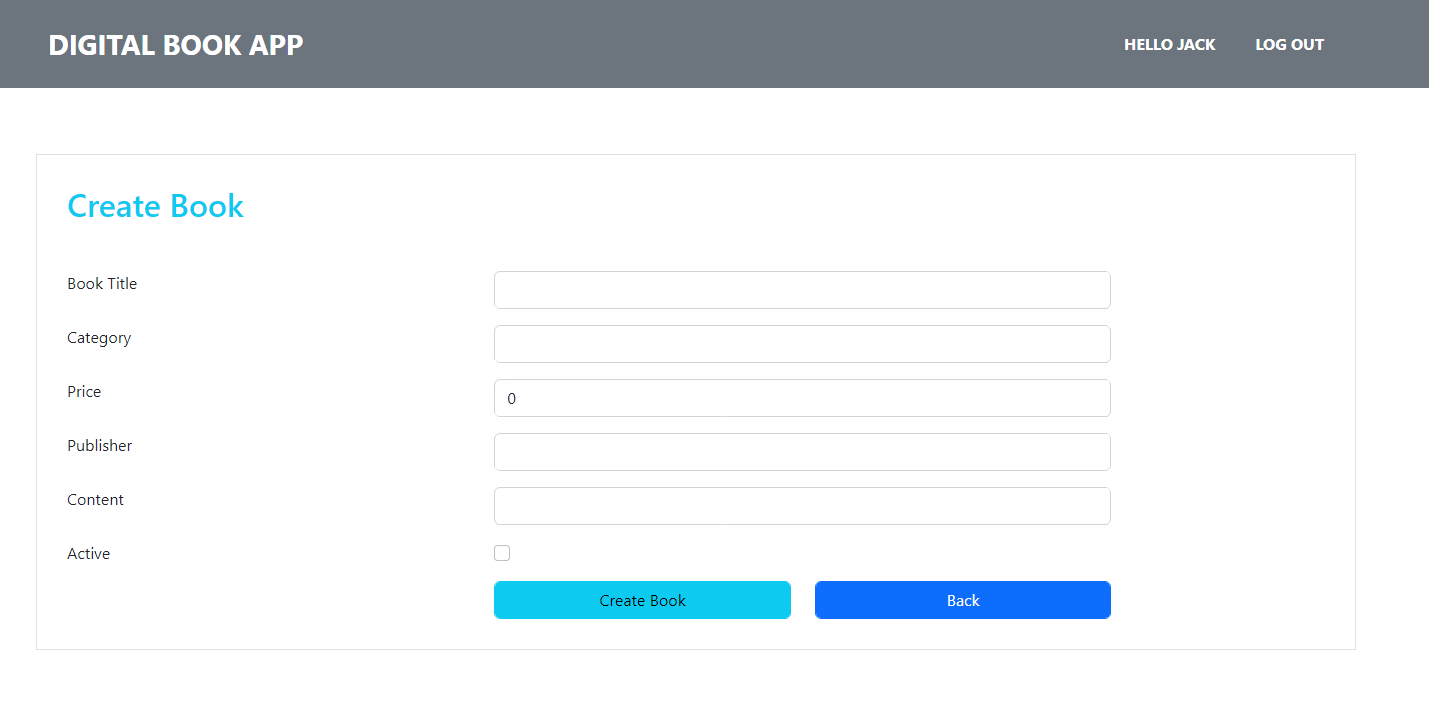 DIGITAL BOOK APP
HELLO JACK
LOG OUT
Create Book
Book Title
Category
Price
0
Publisher
Content
Active
Create Book
Back